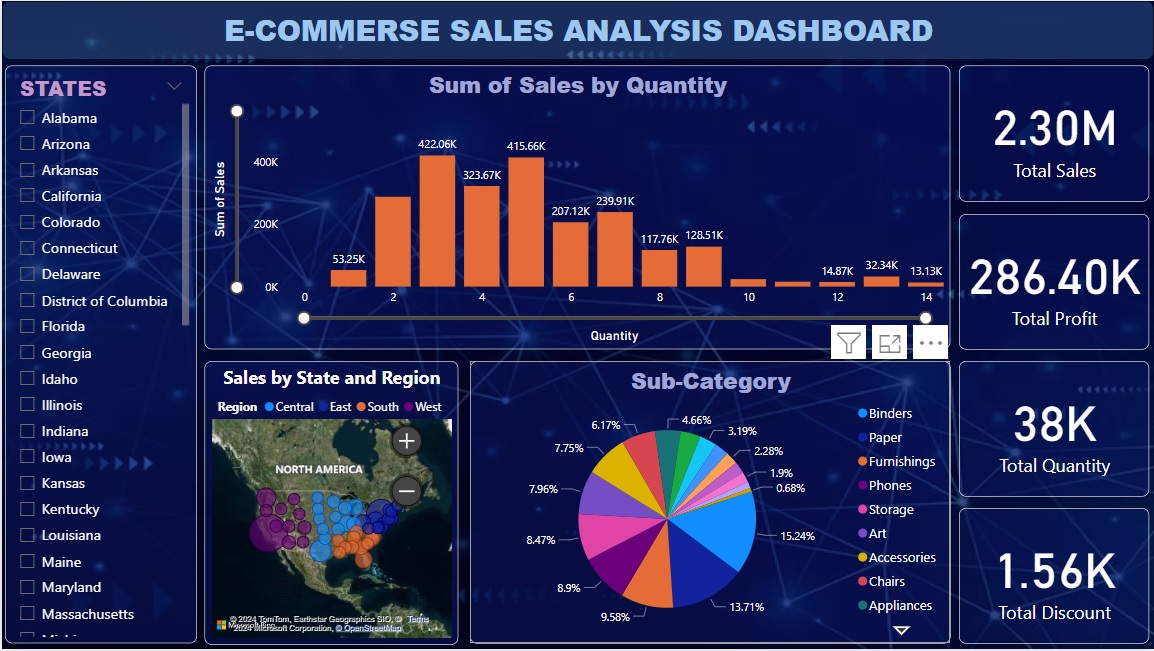 E-COMMERSE SALES ANALYSIS DASHBOARD
STATES
Alabama
Arizona
Arkansas
California
Colorado
Connecticut
Delaware
District of Columbia
Florida
Georgia
Idaho
Illinois
Indiana
Iowa
Kansas
Kentucky
Louisiana
Maine
Maryland
Massachusetts
Sum of Sales by Quantity
Sum of Sales
400K
200K
0K
53.25K
422.06K
323.67K
415.66K
207.12K
239.91K
117.76K
128.51K
14.87K
32.34K
13.13K
0 2 4 6 8 10 12 14
Quantity
2.30M
Total Sales
286.40K
Total Profit
38K
Total Quantity
1.56K
Total Discount
Sales by State and Region
Region Central East South West
NORTH AMERICA
© 2024 TomTom, Earthstar Geographics SIO, © Terms
2024 Microsoft Corporation, © OpenStreetMap
Sub-Category
4.66%
3.19%
2.28%
1.9%
0.68%
15.24%
13.71%
9.58%
8.9%
8.47%
7.96%
7.75%
6.17%
Binders
Paper
Furnishings
Phones
Storage
Art
Accessories
Chairs
Appliances